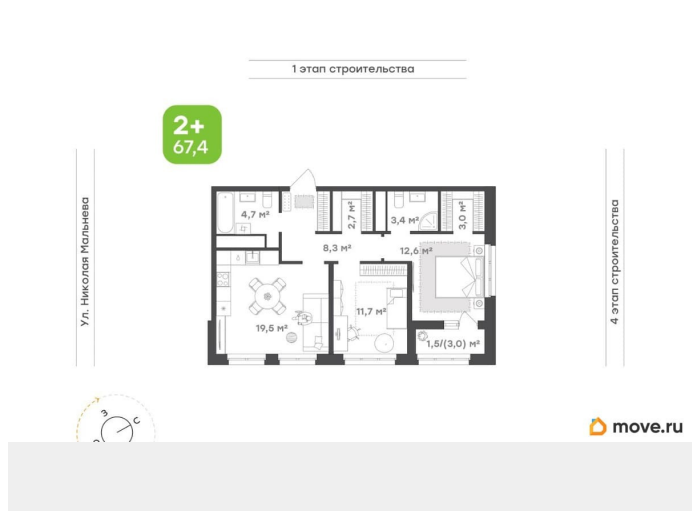 1 этап строительства
2+
67,4
Ул. Николая Мальнева
4 этап строительства
4,7 м²
2,7 м²
3,4 м²
3,0 м²
8,3 м²
12,6 м²
11,7 м²
19,5 м²
1,5/(3,0) м²
З
С
move.ru